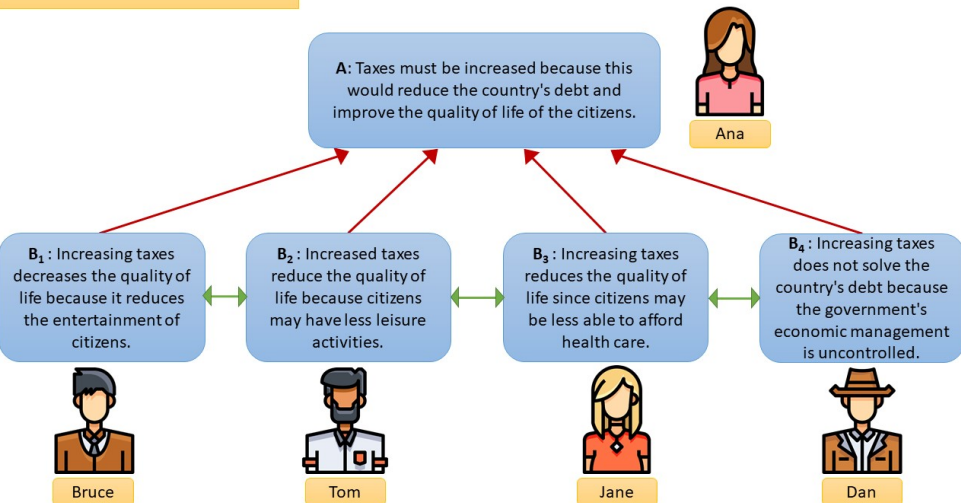 A: Taxes must be increased because this
would reduce the country's debt and
improve the quality of life of the citizens.
Ana
B₁ : Increasing taxes
decreases the quality of
life because it reduces
the entertainment of
citizens.
B₂ : Increased taxes
reduce the quality of
life because citizens
may have less leisure
activities.
B₃ : Increasing taxes
reduces the quality of
life since citizens may
be less able to afford
health care.
B₄ : Increasing taxes
does not solve the
country's debt because
the government's
economic management
is uncontrolled.
Bruce
Tom
Jane
Dan